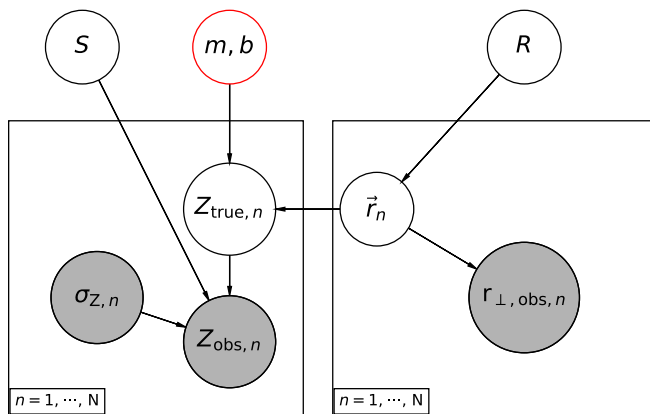 S
m, b
R
Z_true, n
r⃗_n
σ_Z, n
r_⊥, obs, n
Z_obs, n
n = 1, ⋯, N
n = 1, ⋯, N